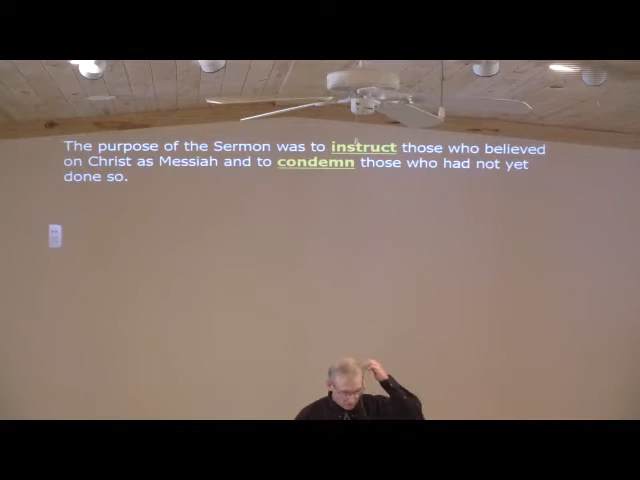 The purpose of the Sermon was to instruct those who believed
on Christ as Messiah and to condemn those who had not yet
done so.